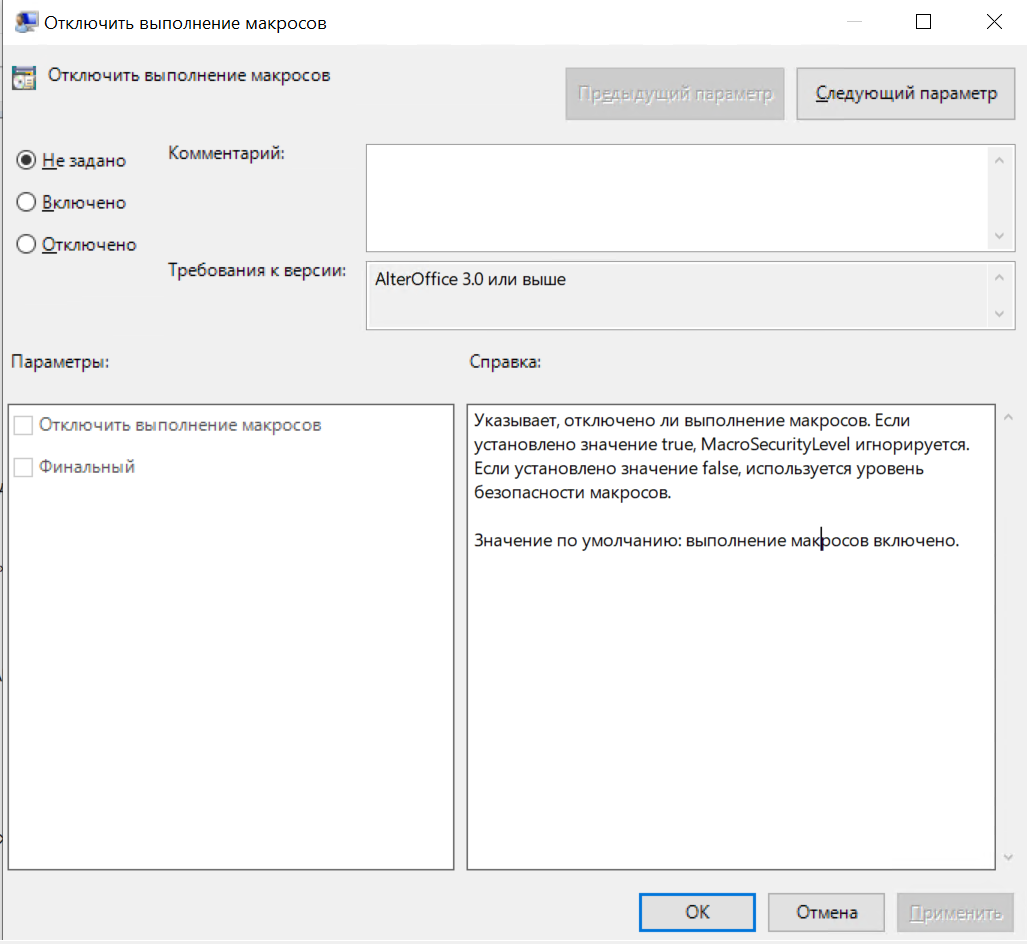 Отключить выполнение макросов
Отключить выполнение макросов
Предыдущий параметр
Следующий параметр
Не задано
Включено
Отключено
Комментарий:
Требования к версии:
AlterOffice 3.0 или выше
Параметры:
Справка:
Отключить выполнение макросов
Финальный
Указывает, отключено ли выполнение макросов. Если
установлено значение true, MacroSecurityLevel игнорируется.
Если установлено значение false, используется уровень
безопасности макросов.
Значение по умолчанию: выполнение макросов включено.
ОК
Отмена
Применить